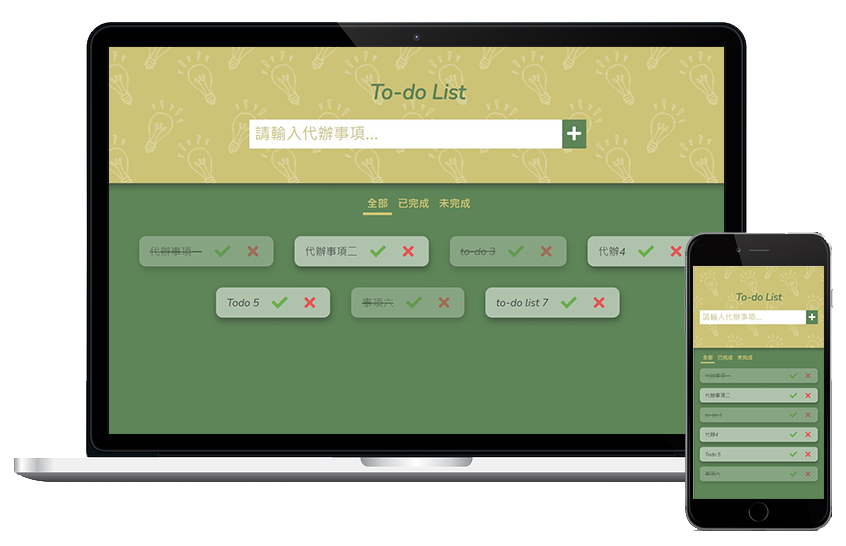 To-do List
請輸入代辦事項...
全部 已完成 未完成
代辦事項一 代辦事項二 to-do 3 代辦4
Todo 5 事項六 to-do list 7
To-do List
請輸入代辦事項...
全部 已完成 未完成
代辦事項一
代辦事項二
to-do 3
代辦4
Todo 5
事項六